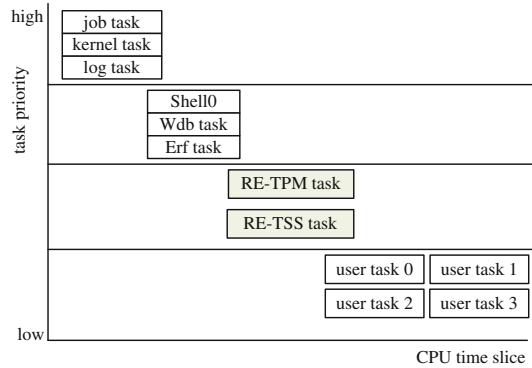 high
job task
kernel task
log task
task priority
Shell0
Wdb task
Erf task
RE-TPM task
RE-TSS task
user task 0 user task 1
user task 2 user task 3
low
CPU time slice